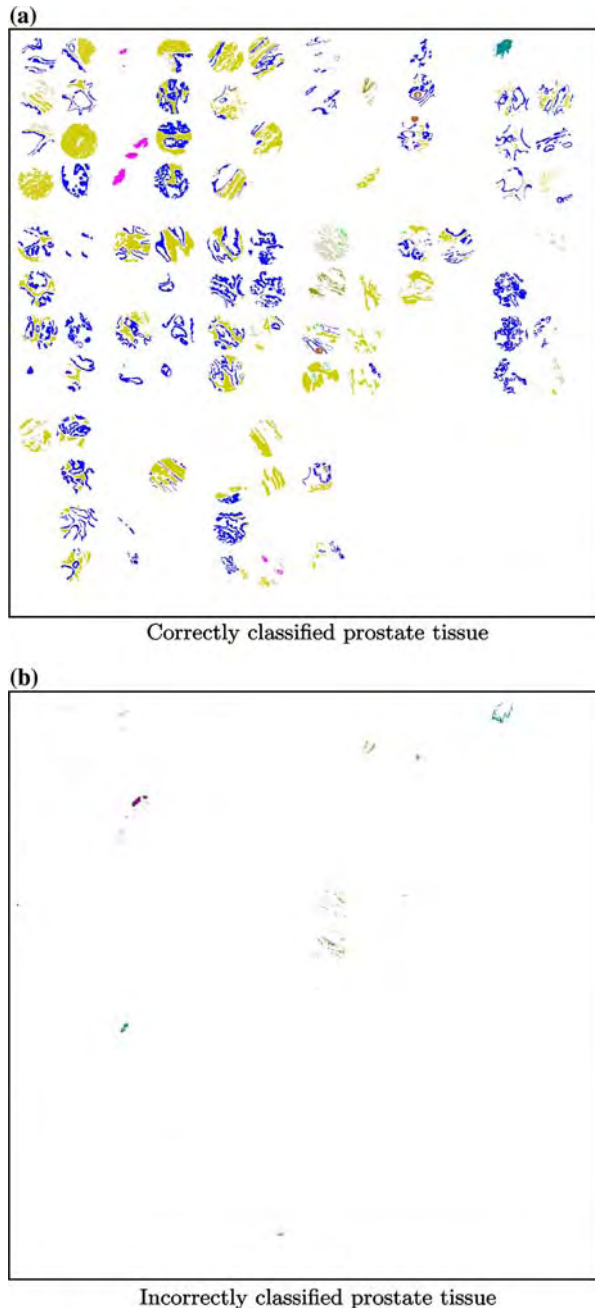 (a)
Correctly classified prostate tissue
(b)
Incorrectly classified prostate tissue